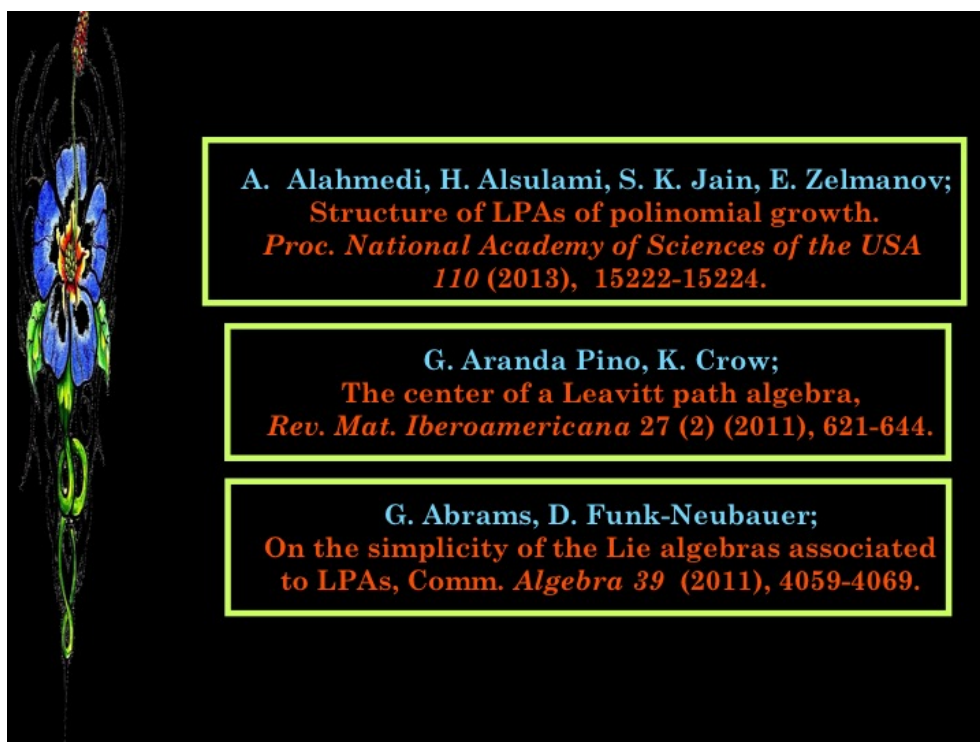 A. Alahmedi, H. Alsulami, S. K. Jain, E. Zelmanov;
Structure of LPAs of polinomial growth.
Proc. National Academy of Sciences of the USA
110 (2013), 15222-15224.
G. Aranda Pino, K. Crow;
The center of a Leavitt path algebra,
Rev. Mat. Iberoamericana 27 (2) (2011), 621-644.
G. Abrams, D. Funk-Neubauer;
On the simplicity of the Lie algebras associated
to LPAs, Comm. Algebra 39 (2011), 4059-4069.